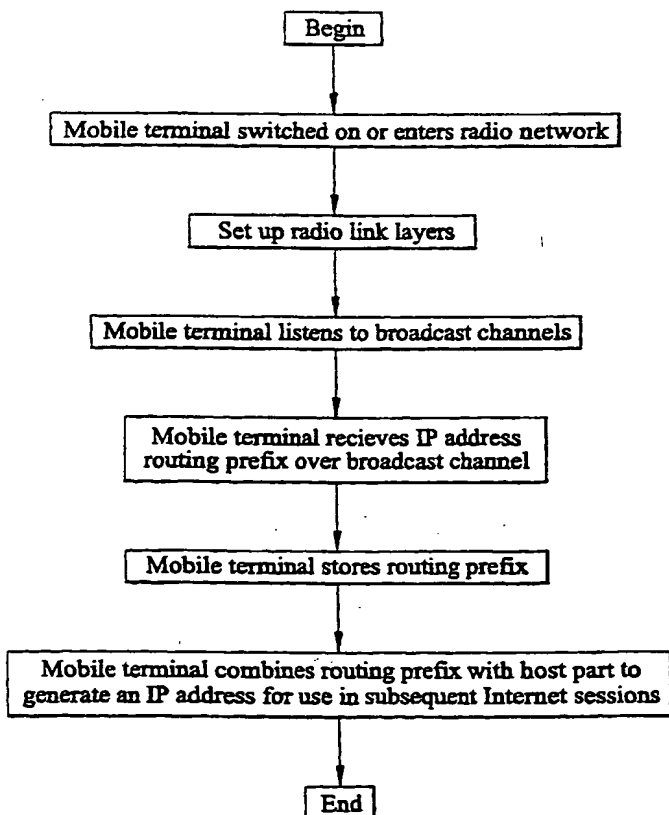 Begin
Mobile terminal switched on or enters radio network
Set up radio link layers
Mobile terminal listens to broadcast channels
Mobile terminal recieves IP address
routing prefix over broadcast channel
Mobile terminal stores routing prefix
Mobile terminal combines routing prefix with host part to
generate an IP address for use in subsequent Internet sessions
End